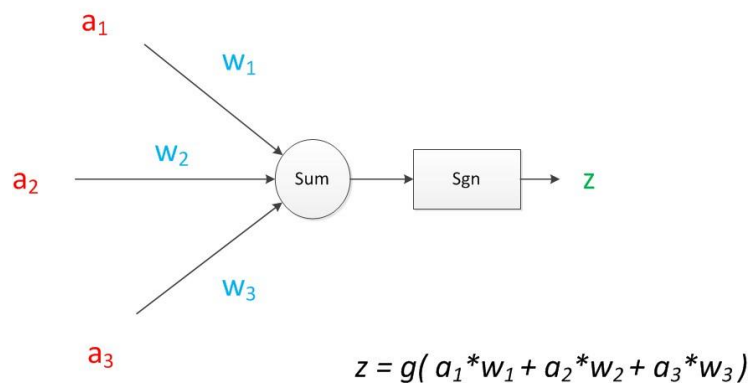 a₁
w₁
w₂
a₂
Sum
Sgn
z
w₃
a₃
z = g( a₁*w₁ + a₂*w₂ + a₃*w₃)